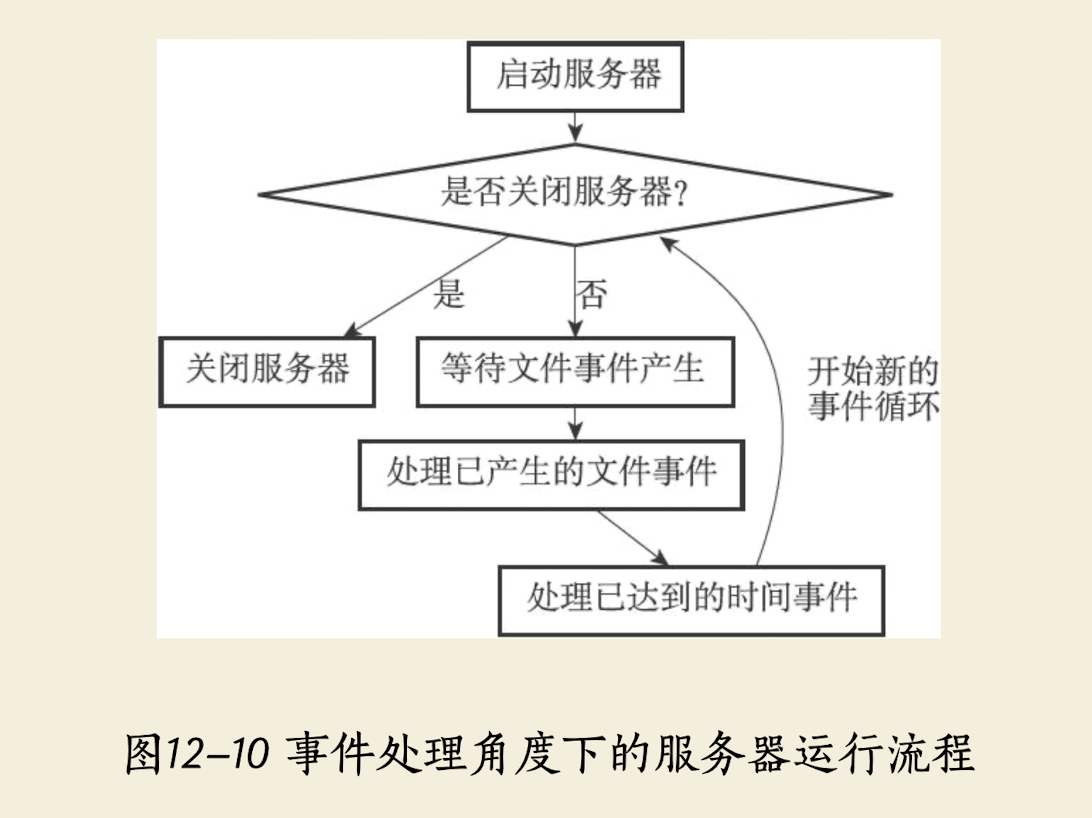 启动服务器
是否关闭服务器?
是
否
关闭服务器
等待文件事件产生
开始新的
事件循环
处理已产生的文件事件
处理已达到的时间事件
图12-10 事件处理角度下的服务器运行流程